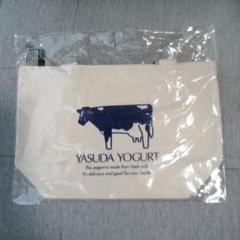 YASUDA YOGURT
This yogurt is made from fresh milk.
It's delicious and good for your health.